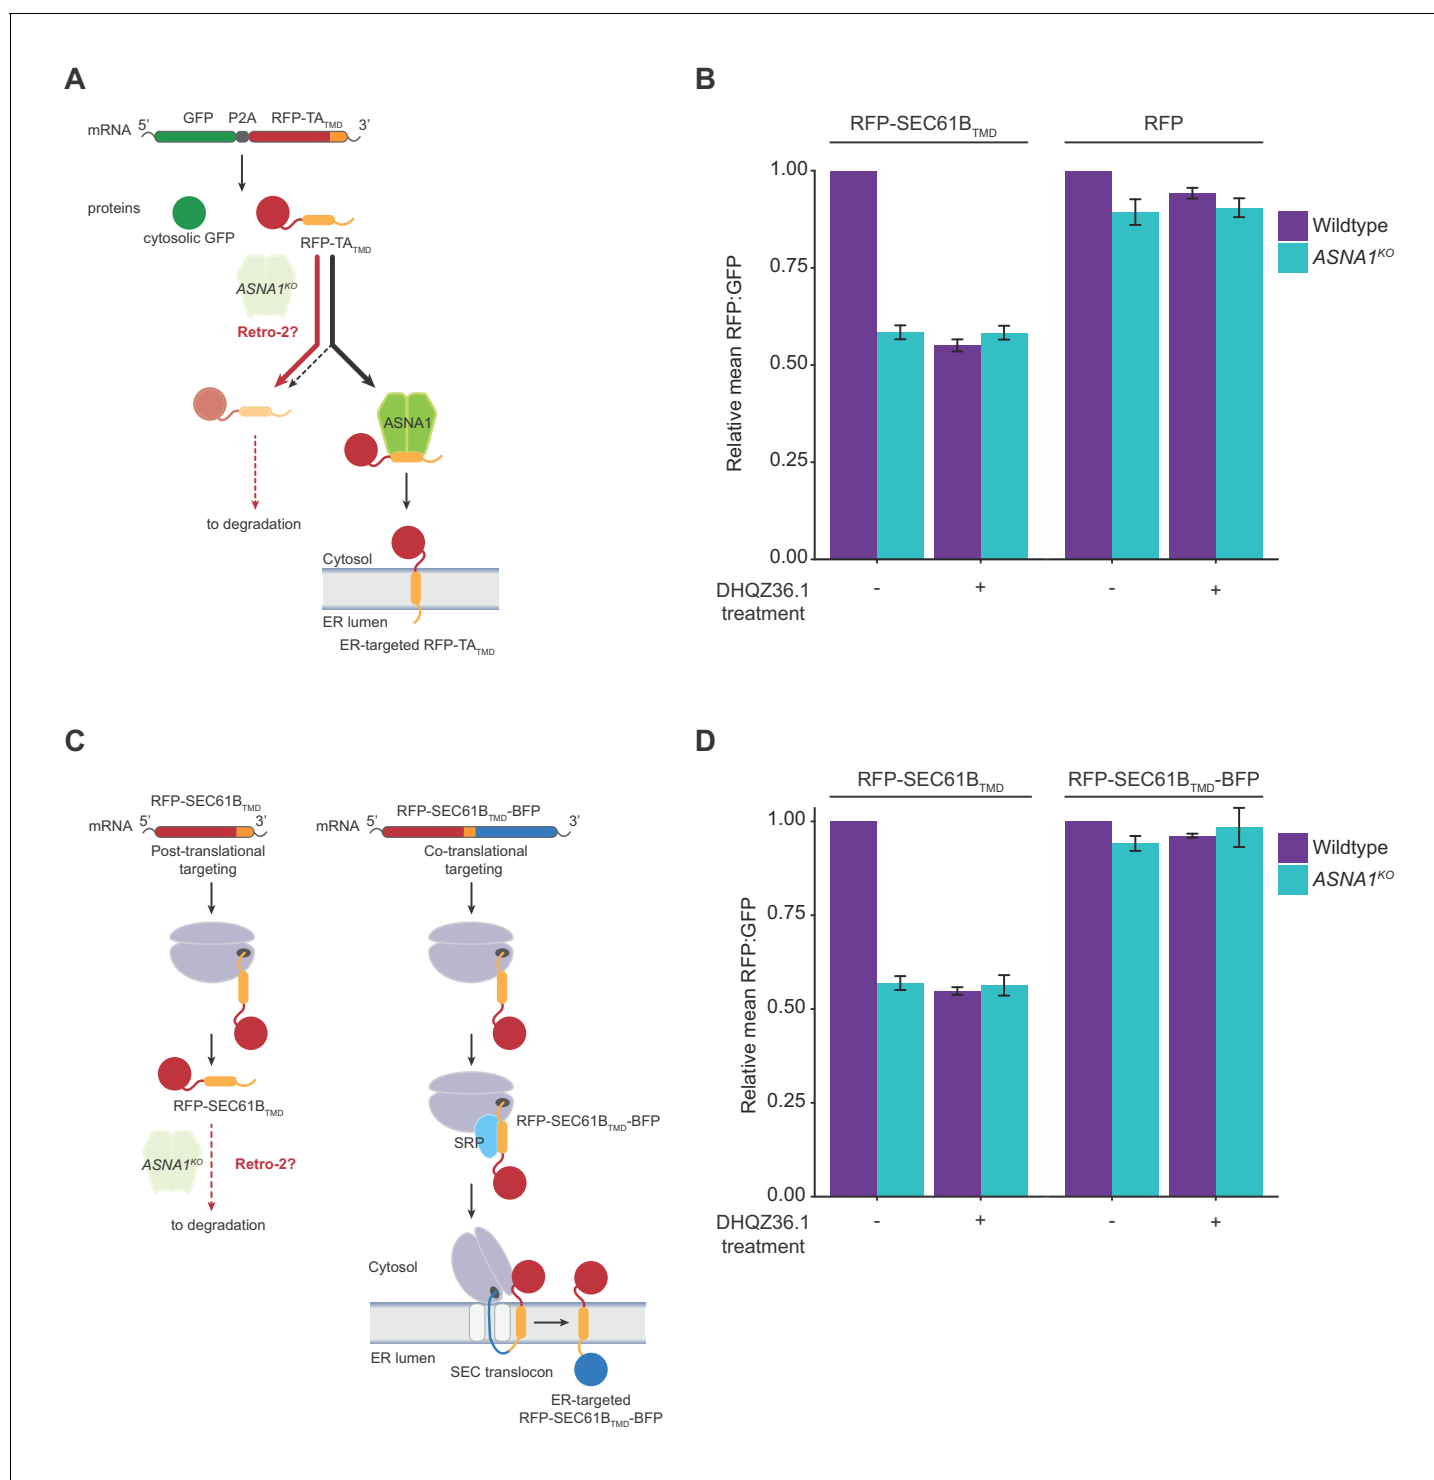 A
GFP P2A RFP-TATMD
mRNA 5' 3'
proteins
cytosolic GFP
RFP-TATMD
ASNA1KO
Retro-2?
ASNA1
to degradation
Cytosol
ER lumen
ER-targeted RFP-TATMD
B
RFP-SEC61BTMD RFP
1.00
0.75
0.50
0.25
0.00
Relative mean RFP:GFP
Wildtype
ASNA1KO
DHQZ36.1 treatment - + - +
C
RFP-SEC61BTMD
mRNA 5' 3'
Post-translational
targeting
RFP-SEC61BTMD
ASNA1KO
Retro-2?
to degradation
RFP-SEC61BTMD-BFP
mRNA 5' 3'
Co-translational
targeting
SRP
RFP-SEC61BTMD-BFP
Cytosol
ER lumen
SEC translocon
ER-targeted
RFP-SEC61BTMD-BFP
D
RFP-SEC61BTMD RFP-SEC61BTMD-BFP
1.00
0.75
0.50
0.25
0.00
Relative mean RFP:GFP
Wildtype
ASNA1KO
DHQZ36.1 treatment - + - +